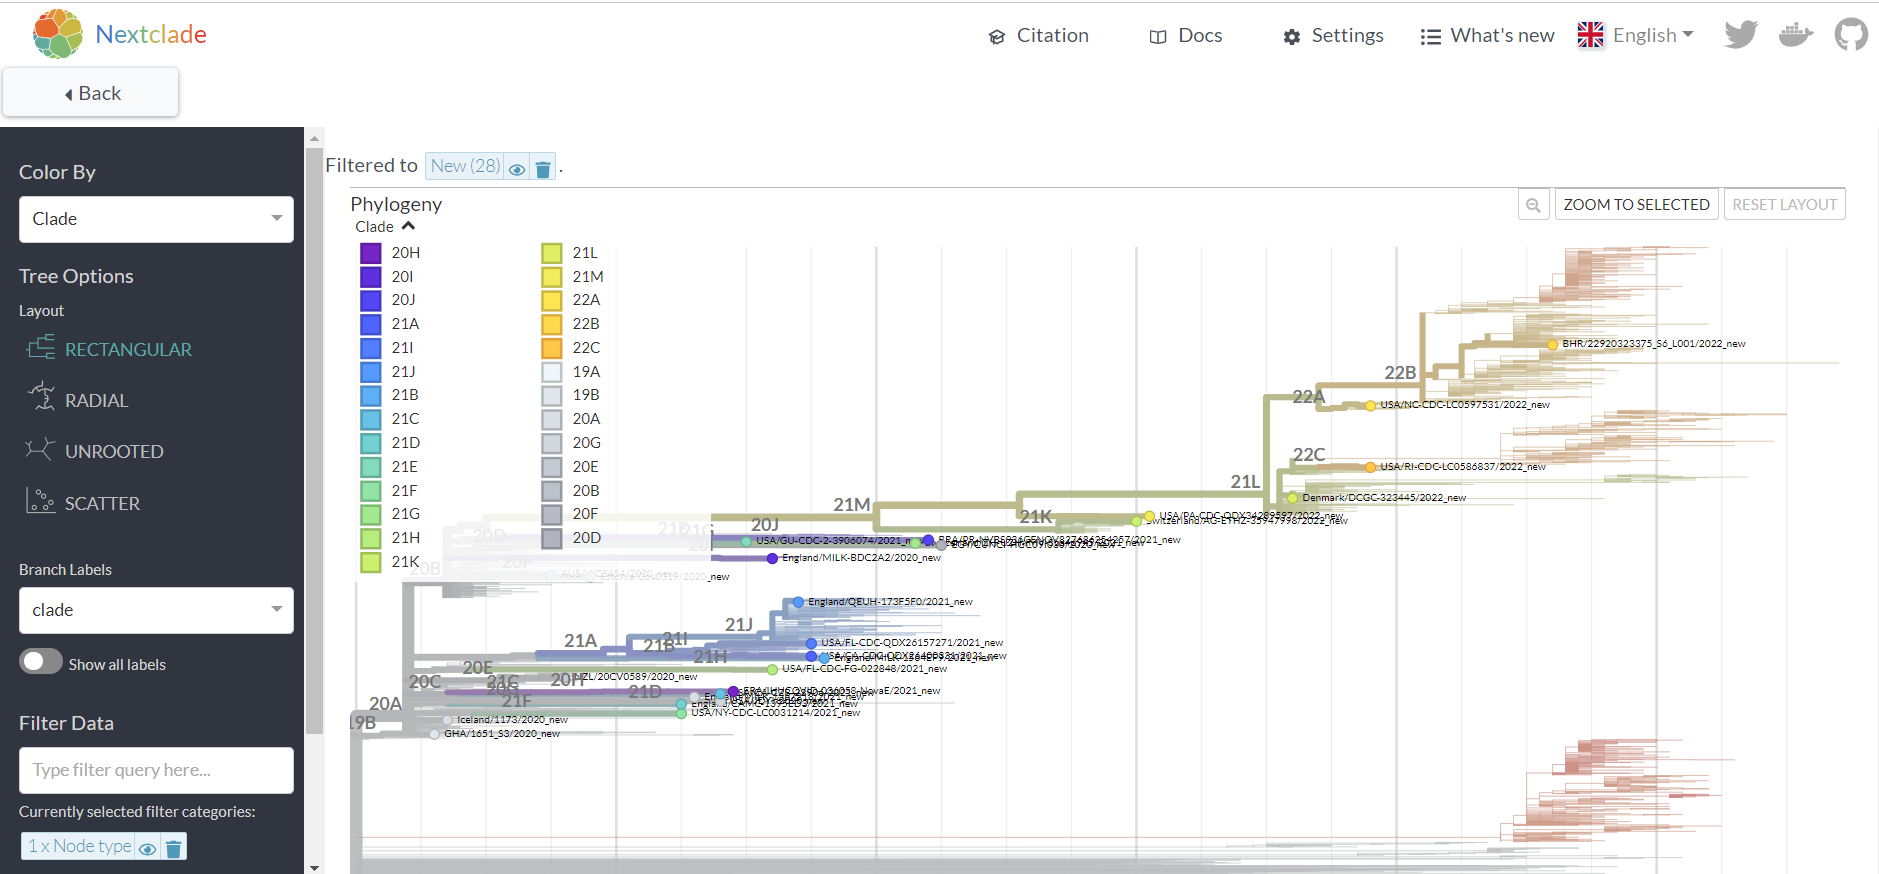 Nextclade
Citation
Docs
Settings
What's new
English
Back
Color By
Clade
Tree Options
Layout
RECTANGULAR
RADIAL
UNROOTED
SCATTER
Branch Labels
clade
Show all labels
Filter Data
Type filter query here...
Currently selected filter categories:
1 x Node type
Filtered to New (28) .
Phylogeny
ZOOM TO SELECTED
RESET LAYOUT
Clade
20H
20I
20J
21A
21I
21J
21B
21C
21D
21E
21F
21G
21H
21K
21L
21M
22A
22B
22C
19A
19B
20A
20G
20E
20B
20F
20D
BHR/22920323375_S6_L001/2022_new
22B
22A
USA/NC-CDC-LC0597531/2022_new
22C
USA/RI-CDC-LC0586837/2022_new
21L
Denmark/DCGC-323445/2022_new
21M
21K
USA/PA-CDC-QDX34289597/2022_new
Switzerland/AG-ETHZ-35947998/2022_new
20J
20D
USA/GU-CDC-2-3906074/2021_new
England/MILK-BDC2A2/2020_new
20B
20F
England/QEUH-173F5F0/2021_new
21J
21A
21I
21B
USA/FL-CDC-QDX26157271/2021_new
21H
20E
USA/FL-CDC-FG-022848/2021_new
NZL/20CV0589/2020_new
20C
21C
20H
21D
21F
20A
USA/NY-CDC-LC0031214/2021_new
Iceland/1173/2020_new
19B
GHA/1651_S3/2020_new